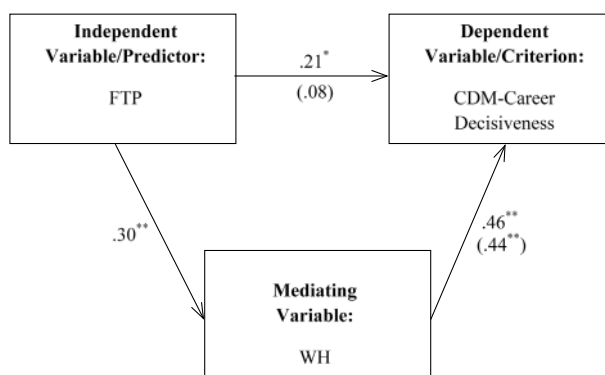 Independent
Variable/Predictor:
FTP
.21*
(.08)
Dependent
Variable/Criterion:
CDM-Career
Decisiveness
.30**
.46**
(.44**)
Mediating
Variable:
WH